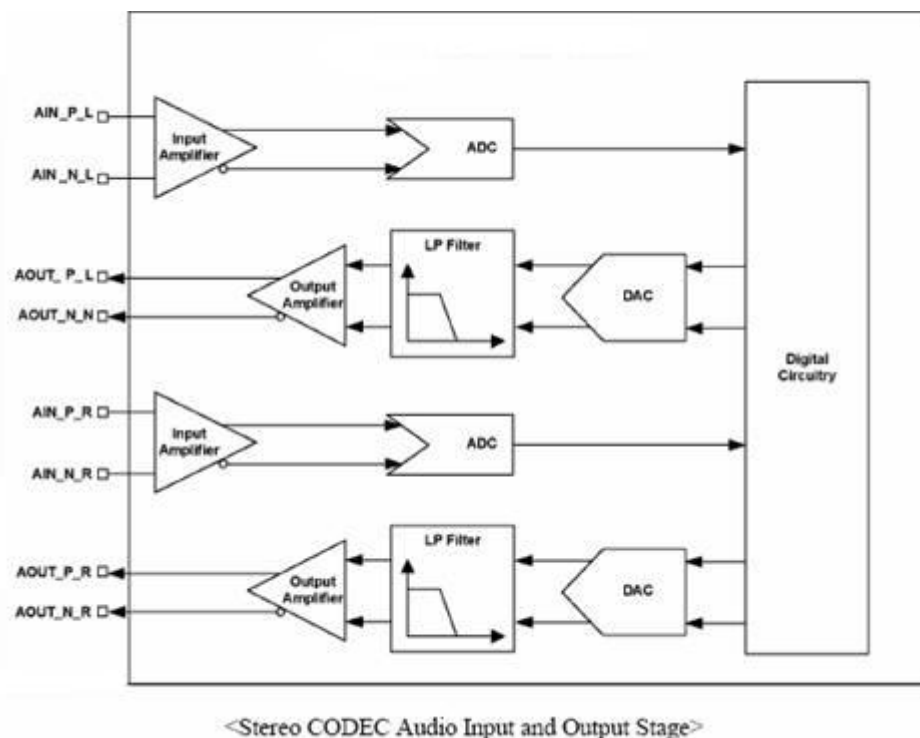 AIN_P_L
Input
Amplifier
ADC
AIN_N_L
LP Filter
AOUT_P_L
Output
Amplifier
DAC
AOUT_N_N
Digital
Circuitry
AIN_P_R
Input
Amplifier
ADC
AIN_N_R
LP Filter
AOUT_P_R
Output
Amplifier
DAC
AOUT_N_R
<Stereo CODEC Audio Input and Output Stage>